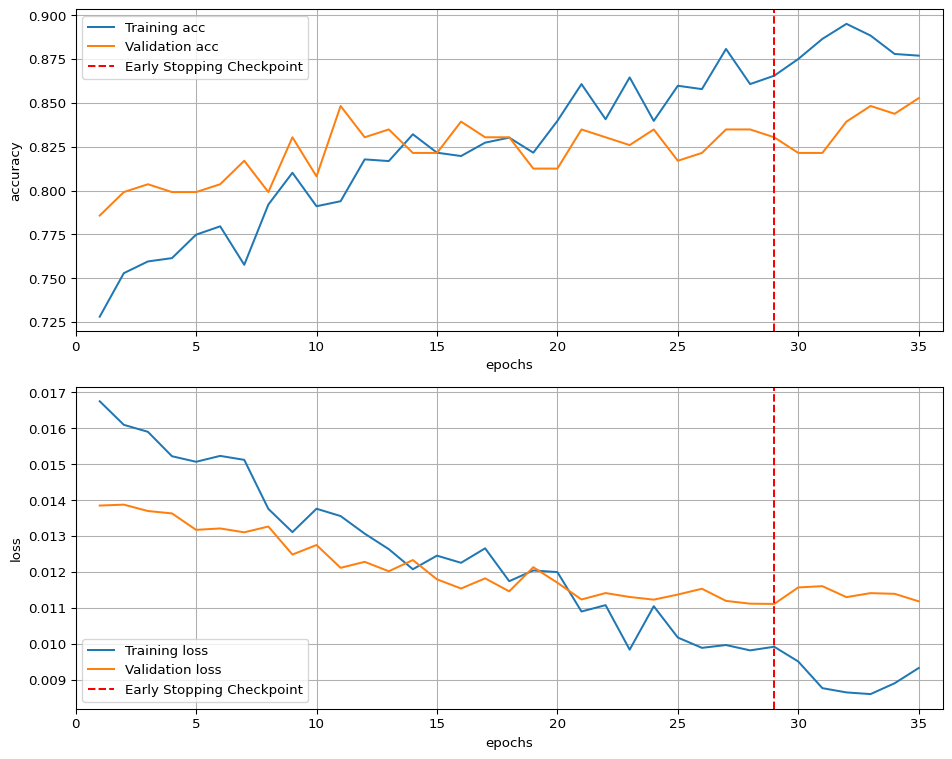 0.900
0.875
0.850
0.825
0.800
0.775
0.750
0.725
accuracy
Training acc
Validation acc
Early Stopping Checkpoint
0 5 10 15 20 25 30 35
epochs
0.017
0.016
0.015
0.014
0.013
0.012
0.011
0.010
0.009
loss
Training loss
Validation loss
Early Stopping Checkpoint
0 5 10 15 20 25 30 35
epochs